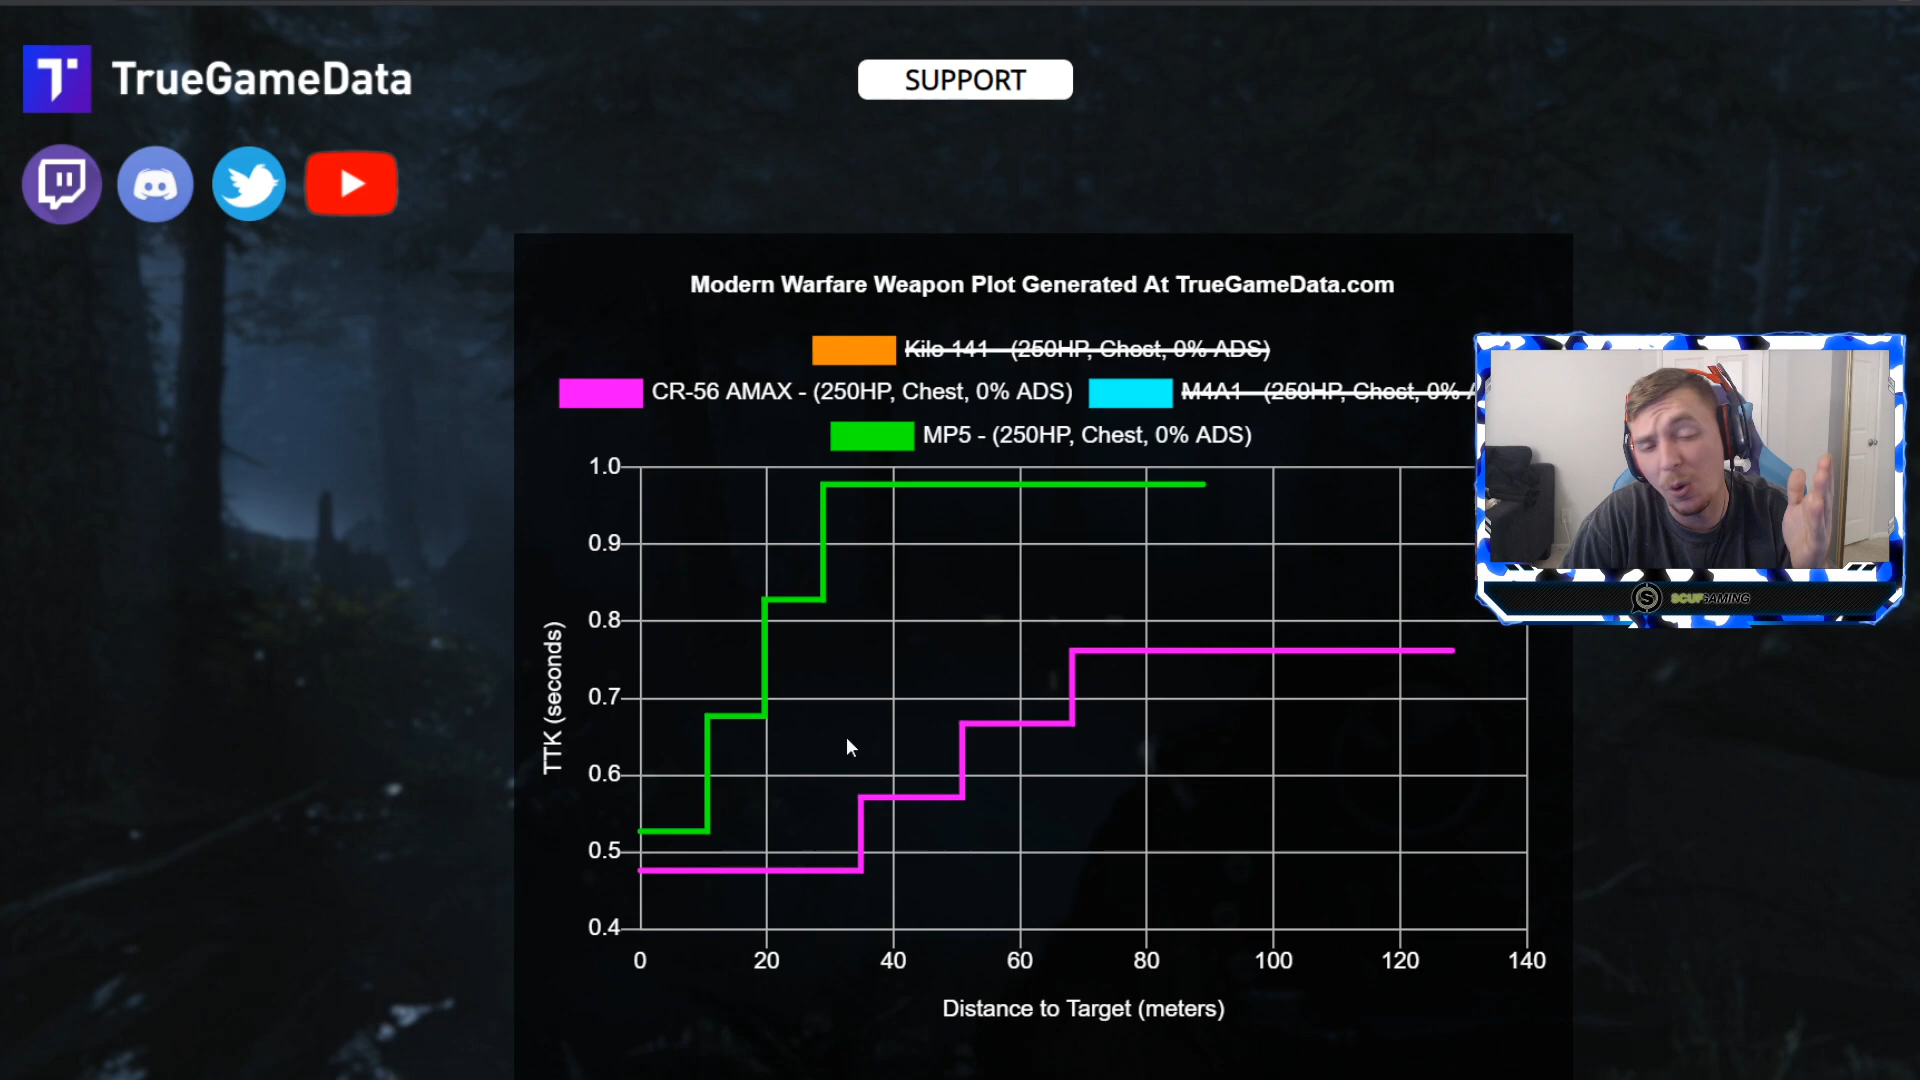 TrueGameData
SUPPORT
Modern Warfare Weapon Plot Generated At TrueGameData.com
Kilo 141 - (250HP, Chest, 0% ADS)
CR-56 AMAX - (250HP, Chest, 0% ADS)
M4A1 - (250HP, Chest, 0% A
MP5 - (250HP, Chest, 0% ADS)
1.0
0.9
0.8
0.7
0.6
0.5
0.4
TTK (seconds)
0 20 40 60 80 100 120 140
Distance to Target (meters)
SCUFGAMING